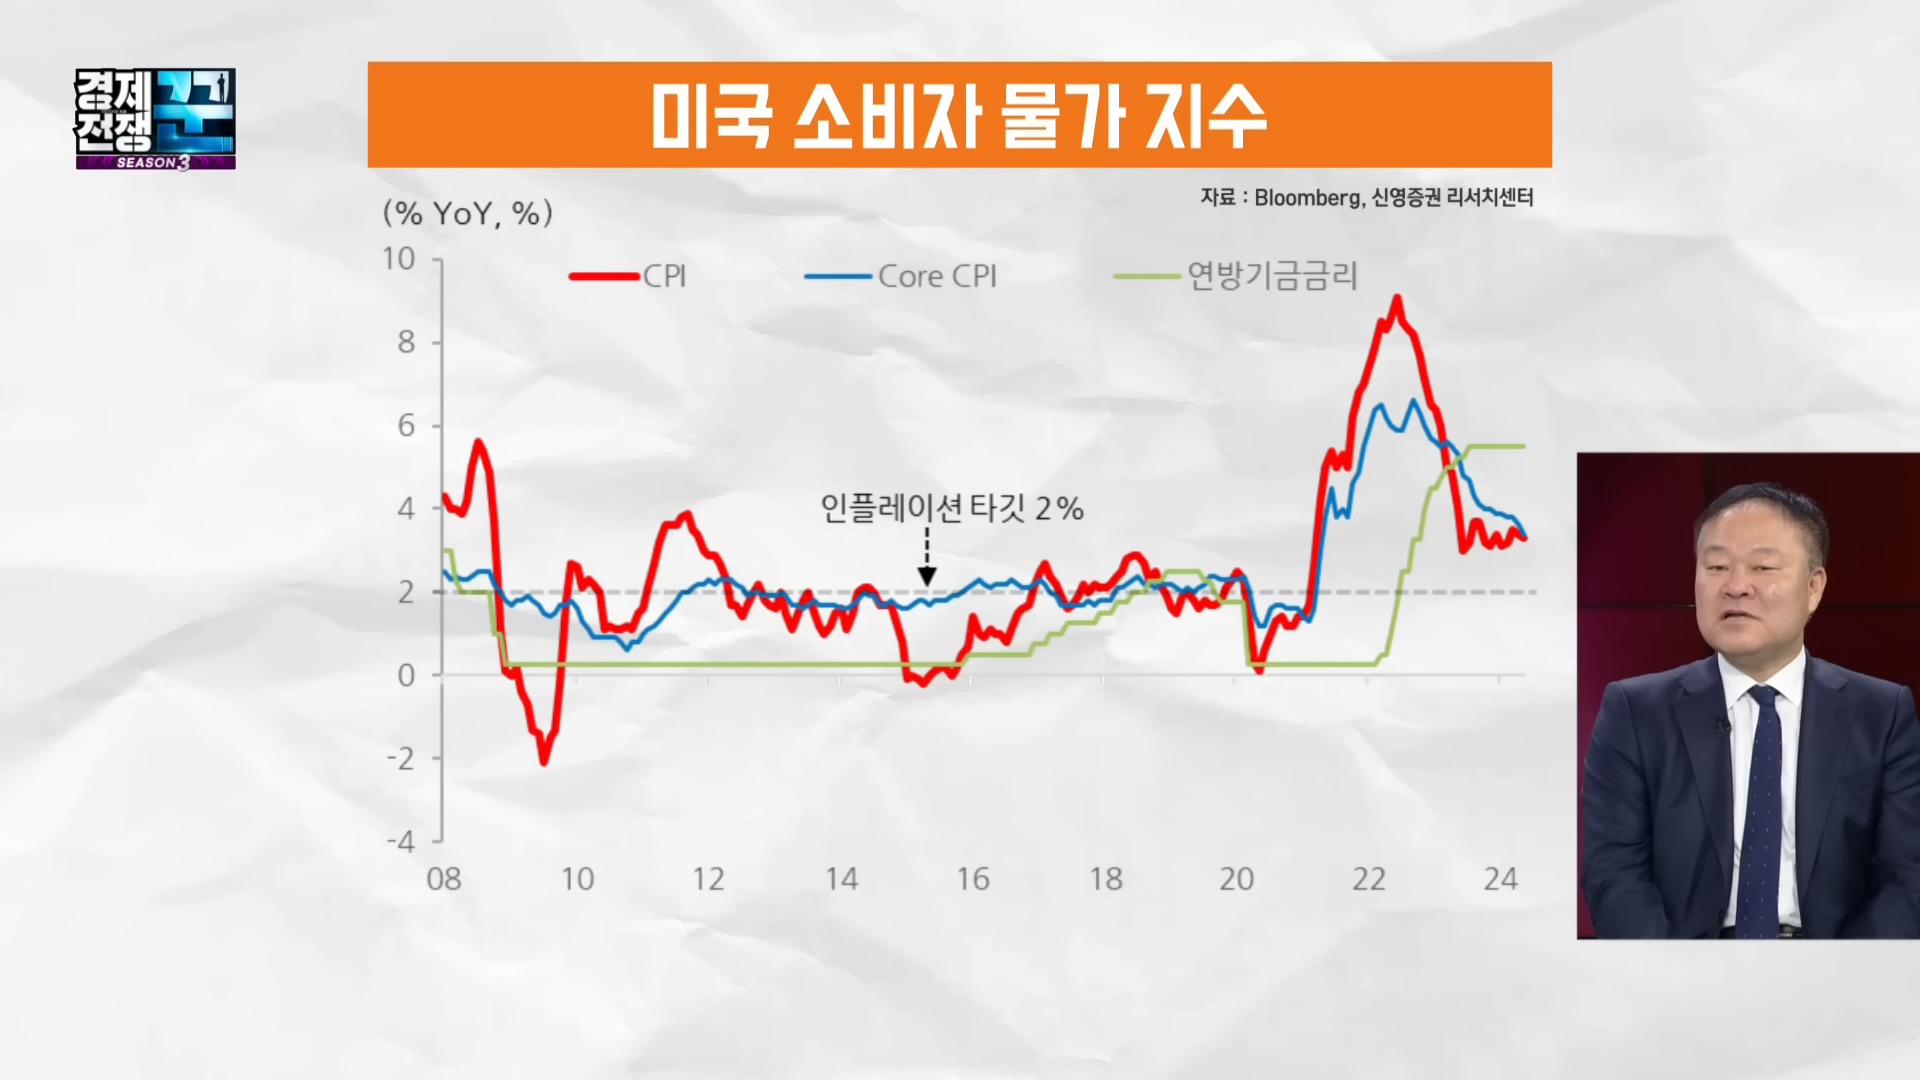 경제
전쟁 꾼
SEASON 3
미국 소비자 물가 지수
자료 : Bloomberg, 신영증권 리서치센터
(% YoY, %)
CPI
Core CPI
연방기금금리
인플레이션 타깃 2%
10
8
6
4
2
0
-2
-4
08 10 12 14 16 18 20 22 24